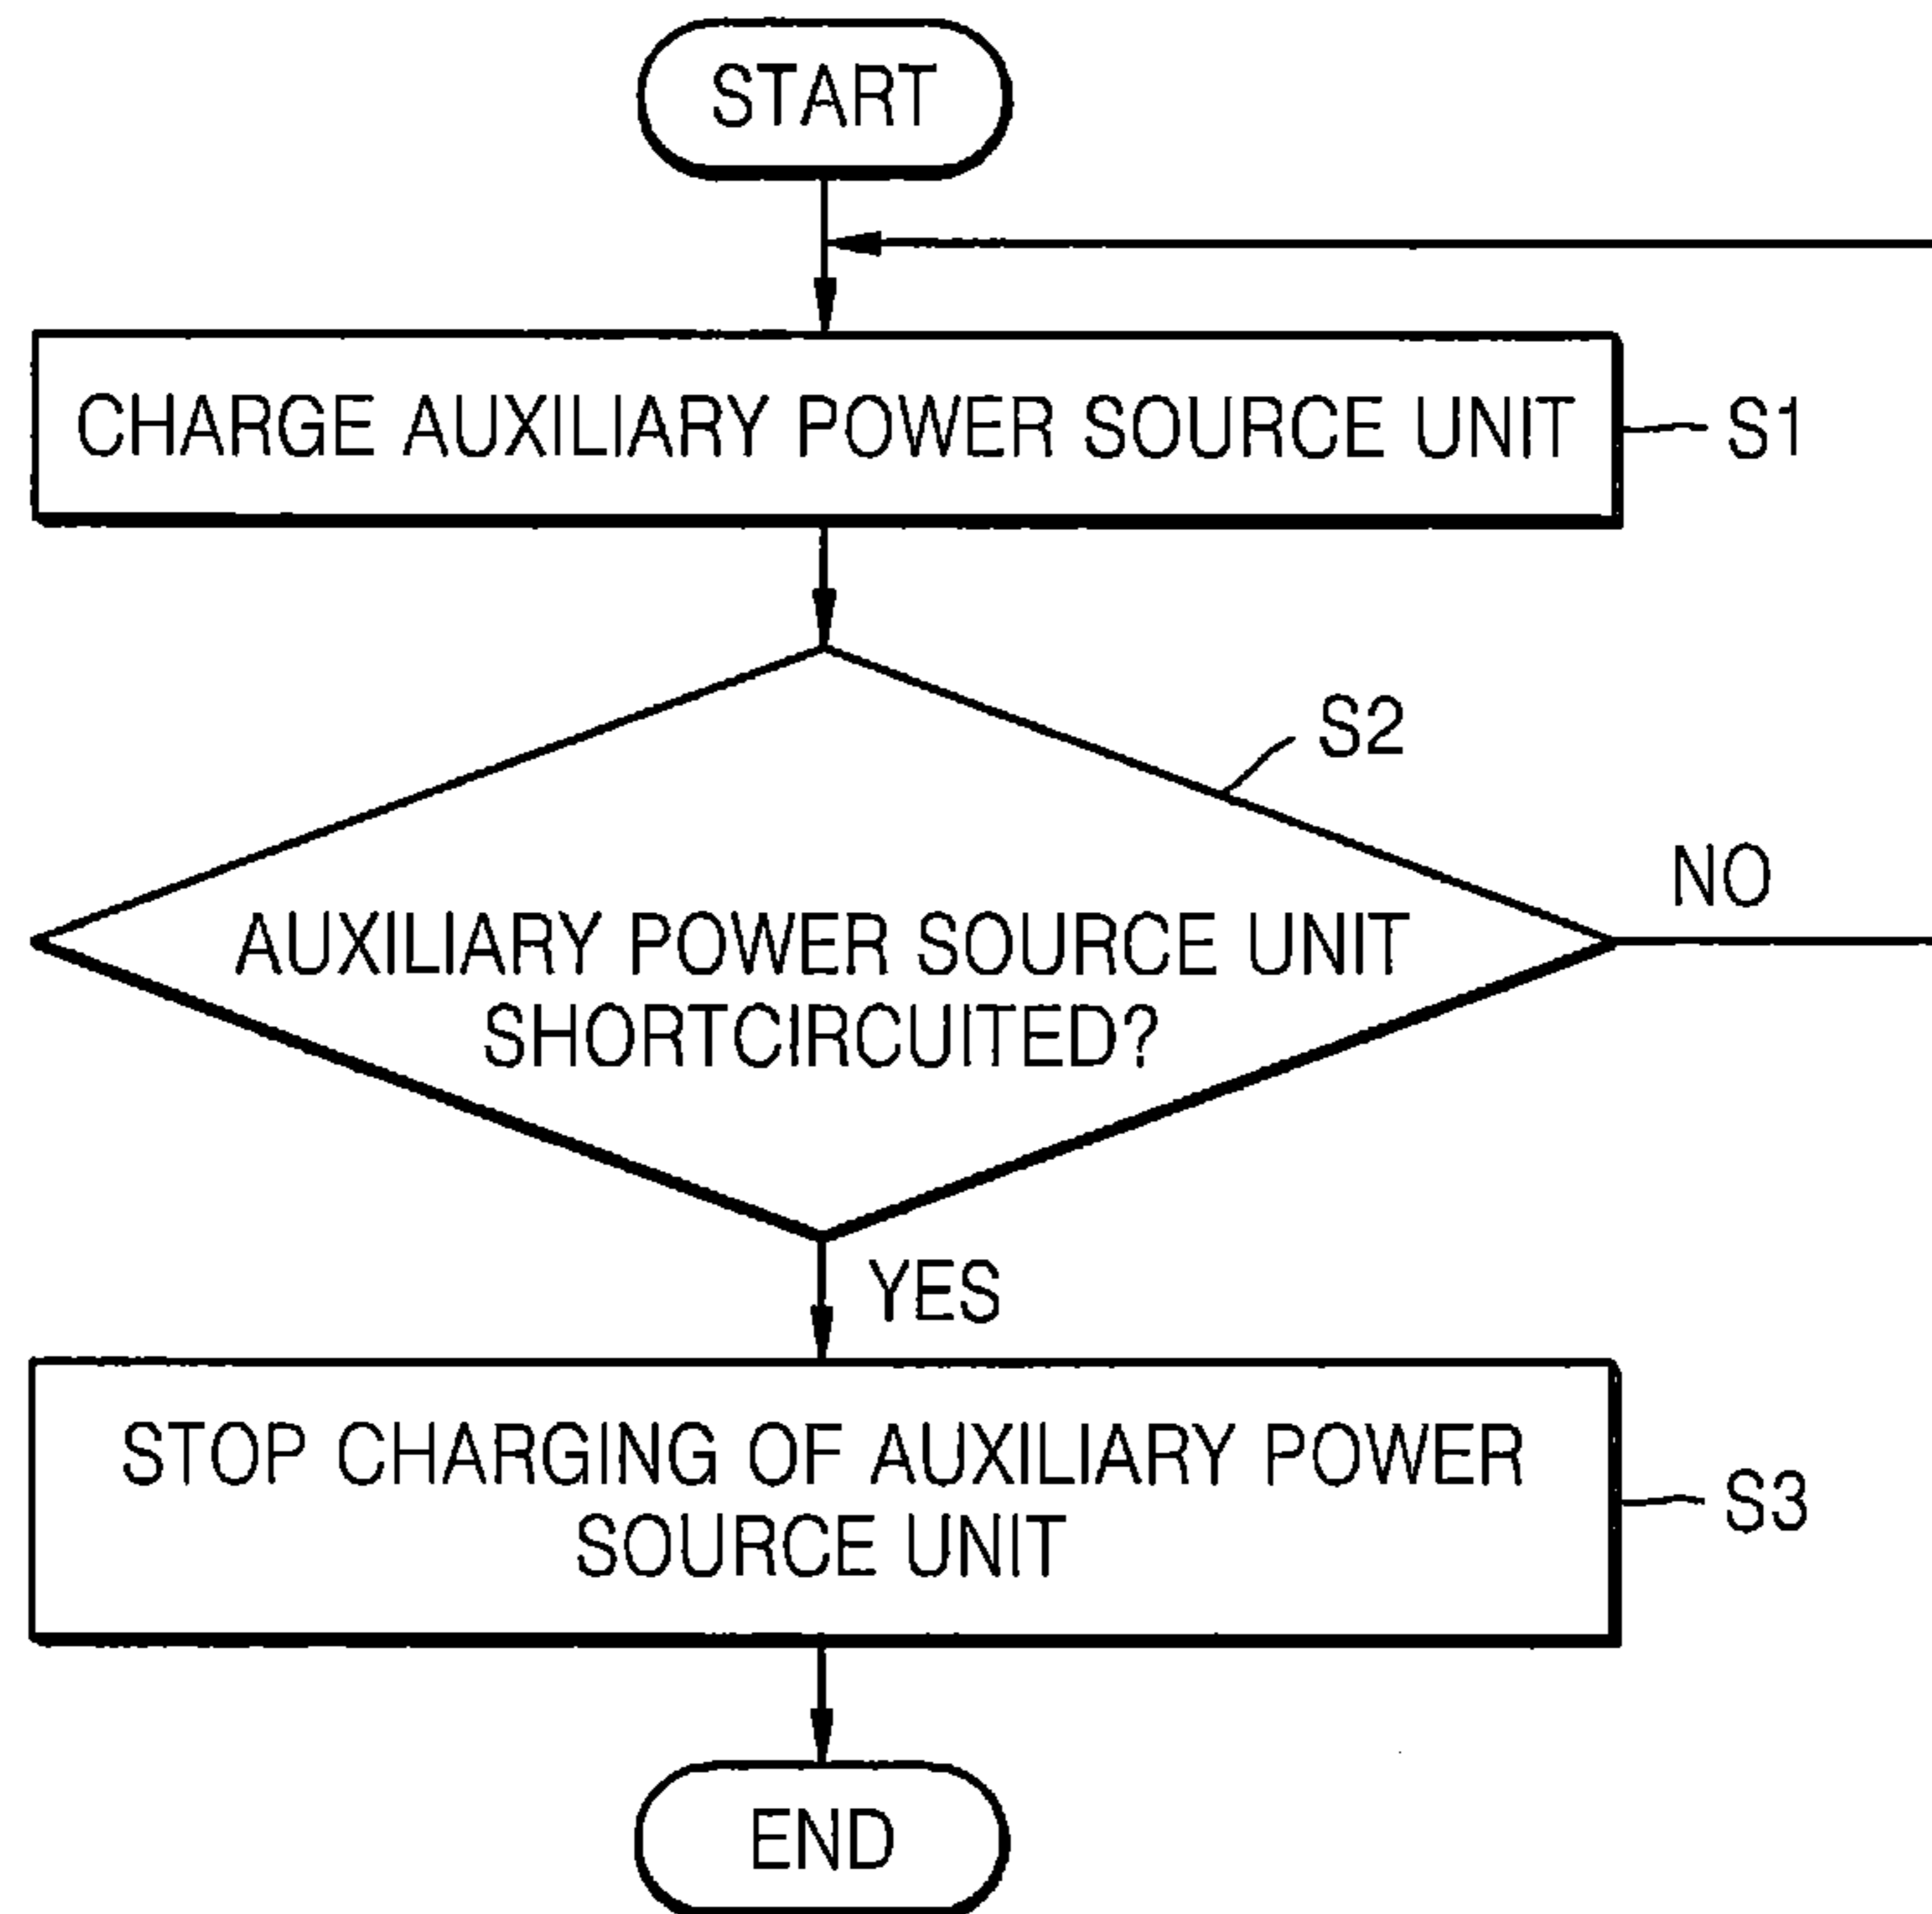 START
CHARGE AUXILIARY POWER SOURCE UNIT
S1
S2
NO
AUXILIARY POWER SOURCE UNIT
SHORTCIRCUITED?
YES
STOP CHARGING OF AUXILIARY POWER
SOURCE UNIT
S3
END